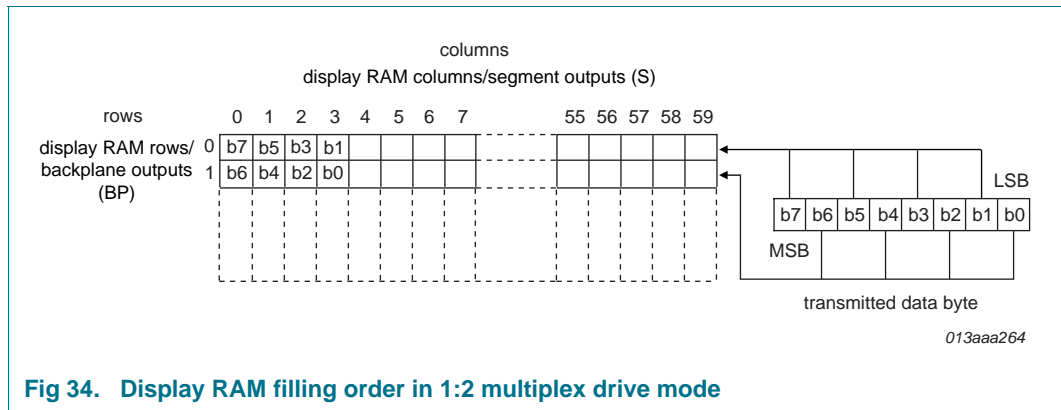 columns
display RAM columns/segment outputs (S)
rows 0 1 2 3 4 5 6 7 55 56 57 58 59
display RAM rows/ 0 b7 b5 b3 b1
backplane outputs 1 b6 b4 b2 b0
(BP)
LSB
b7 b6 b5 b4 b3 b2 b1 b0
MSB
transmitted data byte
013aaa264
Fig 34. Display RAM filling order in 1:2 multiplex drive mode